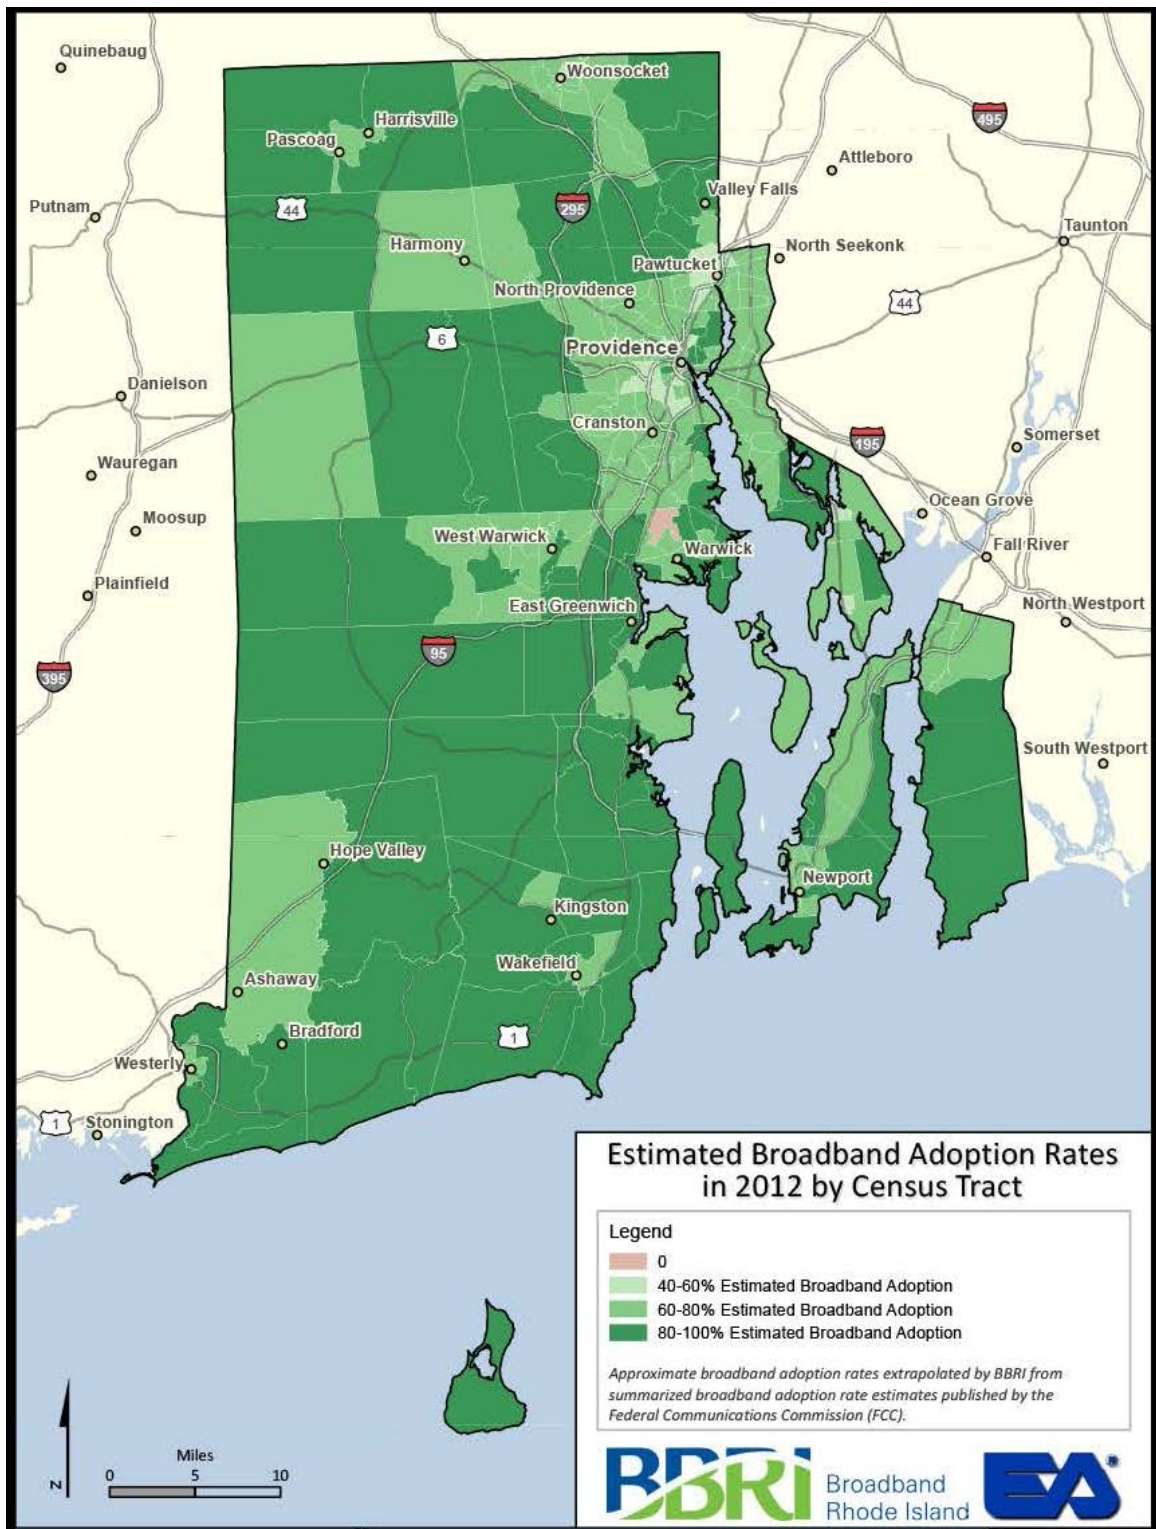 Quinebaug
Woonsocket
495
Harrisville
Pascoag
Attleboro
Valley Falls
Putnam
44
295
Taunton
Harmony
North Seekonk
Pawtucket
North Providence
44
6
Providence
Danielson
Cranston
195
Somerset
Wauregan
Ocean Grove
Moosup
West Warwick
Warwick
Fall River
Plainfield
East Greenwich
North Westport
95
395
South Westport
Hope Valley
Newport
Kingston
Wakefield
Ashaway
Bradford
1
Westerly
1
Stonington
Estimated Broadband Adoption Rates
in 2012 by Census Tract
Legend
0
40-60% Estimated Broadband Adoption
60-80% Estimated Broadband Adoption
80-100% Estimated Broadband Adoption
Approximate broadband adoption rates extrapolated by BBRI from
summarized broadband adoption rate estimates published by the
Federal Communications Commission (FCC).
N
Miles
0 5 10
BBRI
Broadband
Rhode Island
EA